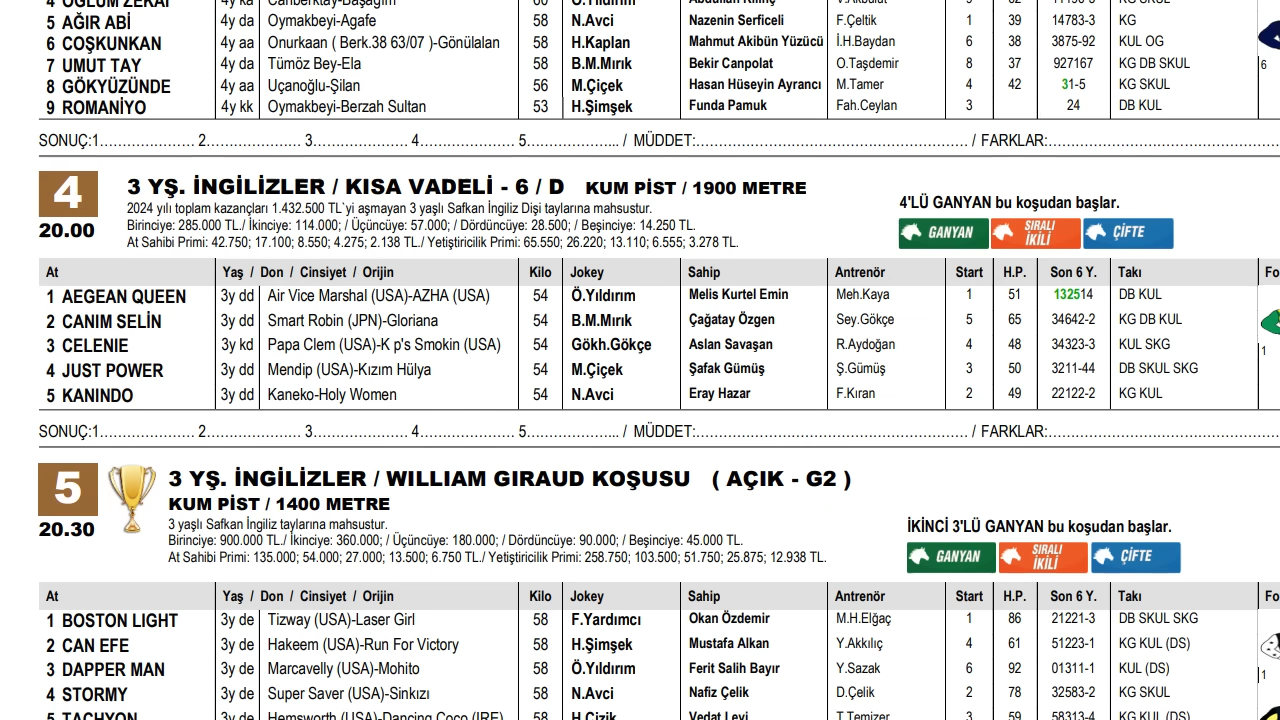 5 AĞIR ABİ 4y da Oymakbeyi-Agafe 58 N.Avci Nazenin Serficeli F.Çeltik 1 39 14783-3 KG
6 COŞKUNKAN 4y aa Onurkaan ( Berk.38 63/07 )-Gönülalan 58 H.Kaplan Mahmut Akibün Yüzücü İ.H.Baydan 6 38 3875-92 KUL OG
7 UMUT TAY 4y da Tümöz Bey-Ela 58 B.M.Mırık Bekir Canpolat O.Taşdemir 8 37 927167 KG DB SKUL 6
8 GÖKYÜZÜNDE 4y aa Uçanoğlu-Şilan 56 M.Çiçek Hasan Hüseyin Ayrancı M.Tamer 4 42 31-5 KG SKUL
9 ROMANİYO 4y kk Oymakbeyi-Berzah Sultan 53 H.Şimşek Funda Pamuk Fah.Ceylan 3 24 DB KUL
SONUÇ:1..................... 2..................... 3..................... 4..................... 5..................... / MÜDDET:............................................................ / FARKLAR:............................................................
4 3 YŞ. İNGİLİZLER / KISA VADELİ - 6 / D KUM PİST / 1900 METRE
20.00
2024 yılı toplam kazançları 1.432.500 TL`yi aşmayan 3 yaşlı Safkan İngiliz Dişi taylarına mahsustur.
Birinciye: 285.000 TL./ İkinciye: 114.000; / Üçüncüye: 57.000; / Dördüncüye: 28.500; / Beşinciye: 14.250 TL.
At Sahibi Primi: 42.750; 17.100; 8.550; 4.275; 2.138 TL./ Yetiştiricilik Primi: 65.550; 26.220; 13.110; 6.555; 3.278 TL.
4'LÜ GANYAN bu koşudan başlar.
GANYAN SIRALI İKİLİ ÇİFTE
At Yaş / Don / Cinsiyet / Orijin Kilo Jokey Sahip Antrenör Start H.P. Son 6 Y. Takı Fo
1 AEGEAN QUEEN 3y dd Air Vice Marshal (USA)-AZHA (USA) 54 Ö.Yıldırım Melis Kurtel Emin Meh.Kaya 1 51 132514 DB KUL
2 CANIM SELİN 3y dd Smart Robin (JPN)-Gloriana 54 B.M.Mırık Çağatay Özgen Sey.Gökçe 5 65 34642-2 KG DB KUL
3 CELENIE 3y kd Papa Clem (USA)-K p's Smokin (USA) 54 Gökh.Gökçe Aslan Savaşan R.Aydoğan 4 48 34323-3 KUL SKG 1
4 JUST POWER 3y dd Mendip (USA)-Kızım Hülya 54 M.Çiçek Şafak Gümüş Ş.Gümüş 3 50 3211-44 DB SKUL SKG
5 KANINDO 3y dd Kaneko-Holy Women 54 N.Avci Eray Hazar F.Kıran 2 49 22122-2 KG KUL
SONUÇ:1..................... 2..................... 3..................... 4..................... 5..................... / MÜDDET:............................................................ / FARKLAR:............................................................
5 3 YŞ. İNGİLİZLER / WILLIAM GIRAUD KOŞUSU ( AÇIK - G2 )
20.30
KUM PİST / 1400 METRE
3 yaşlı Safkan İngiliz taylarına mahsustur.
Birinciye: 900.000 TL./ İkinciye: 360.000; / Üçüncüye: 180.000; / Dördüncüye: 90.000; / Beşinciye: 45.000 TL.
At Sahibi Primi: 135.000; 54.000; 27.000; 13.500; 6.750 TL./ Yetiştiricilik Primi: 258.750; 103.500; 51.750; 25.875; 12.938 TL.
İKİNCİ 3'LÜ GANYAN bu koşudan başlar.
GANYAN SIRALI İKİLİ ÇİFTE
At Yaş / Don / Cinsiyet / Orijin Kilo Jokey Sahip Antrenör Start H.P. Son 6 Y. Takı Fo
1 BOSTON LIGHT 3y de Tizway (USA)-Laser Girl 58 F.Yardımcı Okan Özdemir M.H.Elğaç 1 86 21221-3 DB SKUL SKG
2 CAN EFE 3y de Hakeem (USA)-Run For Victory 58 H.Şimşek Mustafa Alkan Y.Akkılıç 4 61 51223-1 KG KUL (DS)
3 DAPPER MAN 3y de Marcavelly (USA)-Mohito 58 Ö.Yıldırım Ferit Salih Bayır Y.Sazak 6 92 01311-1 KUL (DS) 1
4 STORMY 3y de Super Saver (USA)-Sinkızı 58 N.Avci Nafiz Çelik D.Çelik 2 78 32583-2 KG SKUL
5 TACHYON 3y de Hemsworth (USA)-Dancing Coco (IRE) 58 H.Çizik Vedat Levi T.Temizer 3 59 58313-4 KG KUL (DS)